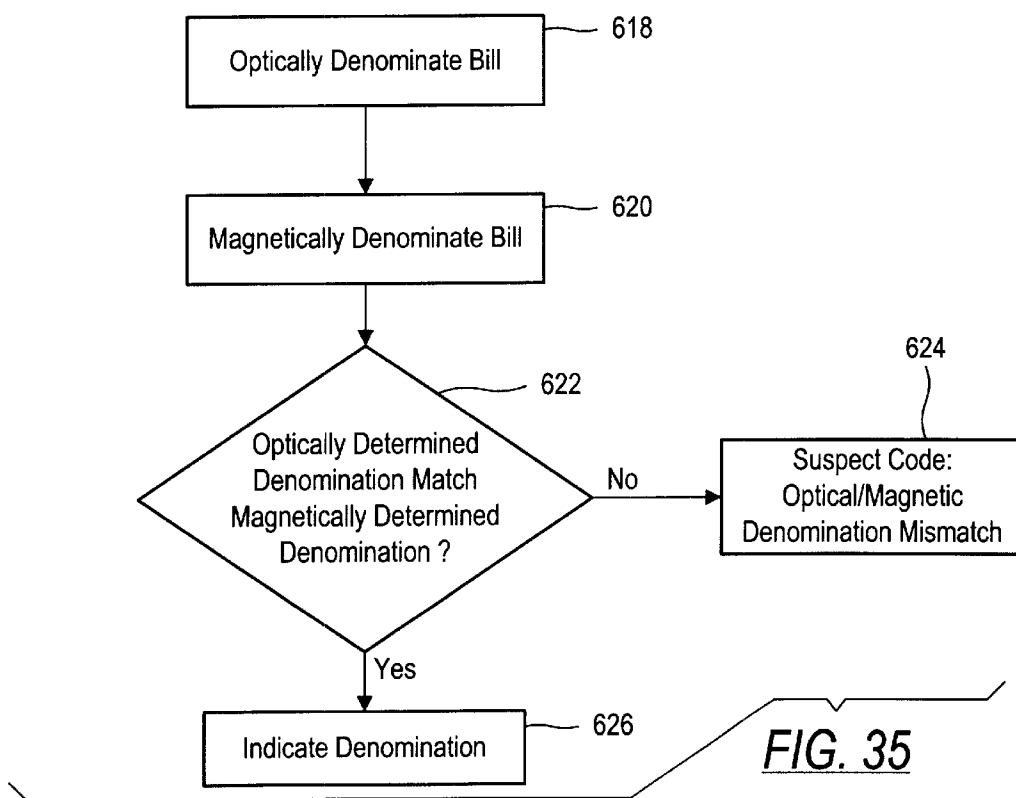 Optically Denominate Bill
618
Magnetically Denominate Bill
620
Optically Determined
Denomination Match
Magnetically Determined
Denomination ?
622
No
624
Suspect Code:
Optical/Magnetic
Denomination Mismatch
Yes
Indicate Denomination
626
FIG. 35